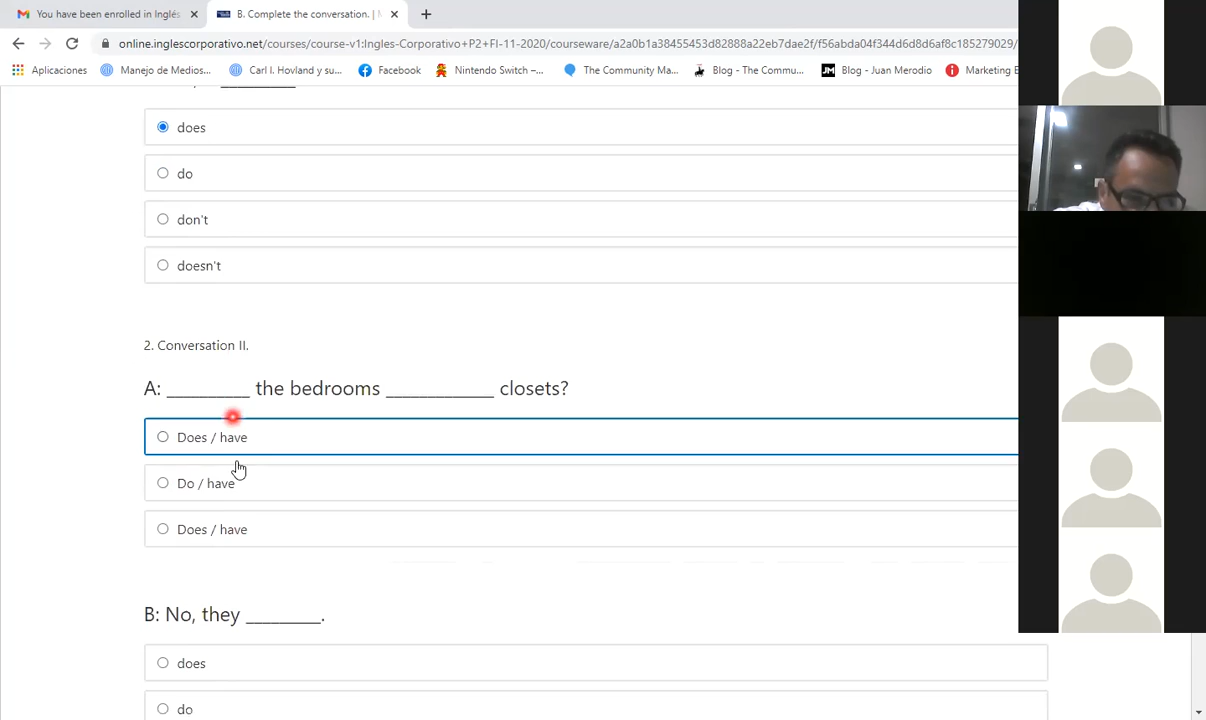 You have been enrolled in Inglés
B. Complete the conversation. |
online.inglescorporativo.net/courses/course-v1:Ingles-Corporativo+P2+FI-11-2020/courseware/a2a0b1a38455453d82888a22eb7dae2f/f56abda04f344d6d8d6af8c185279029/
Aplicaciones
Manejo de Medios...
Carl I. Hovland y su...
Facebook
Nintendo Switch –...
The Community Ma...
Blog - The Commu...
Blog - Juan Merodio
Marketing E
does
do
don't
doesn't
2. Conversation II.
A: __________ the bedrooms _____________ closets?
Does / have
Do / have
Does / have
B: No, they _________.
does
do